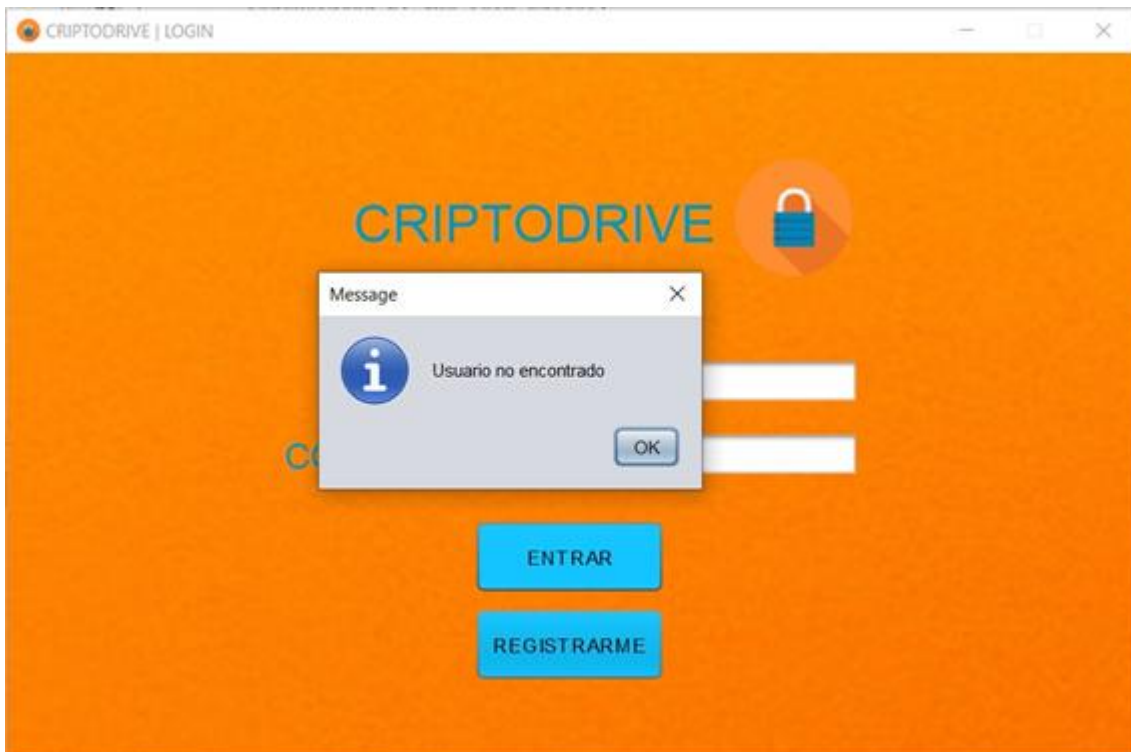 CRIPTODRIVE | LOGIN
CRIPTODRIVE
Message
Usuario no encontrado
OK
ENTRAR
REGISTRARME